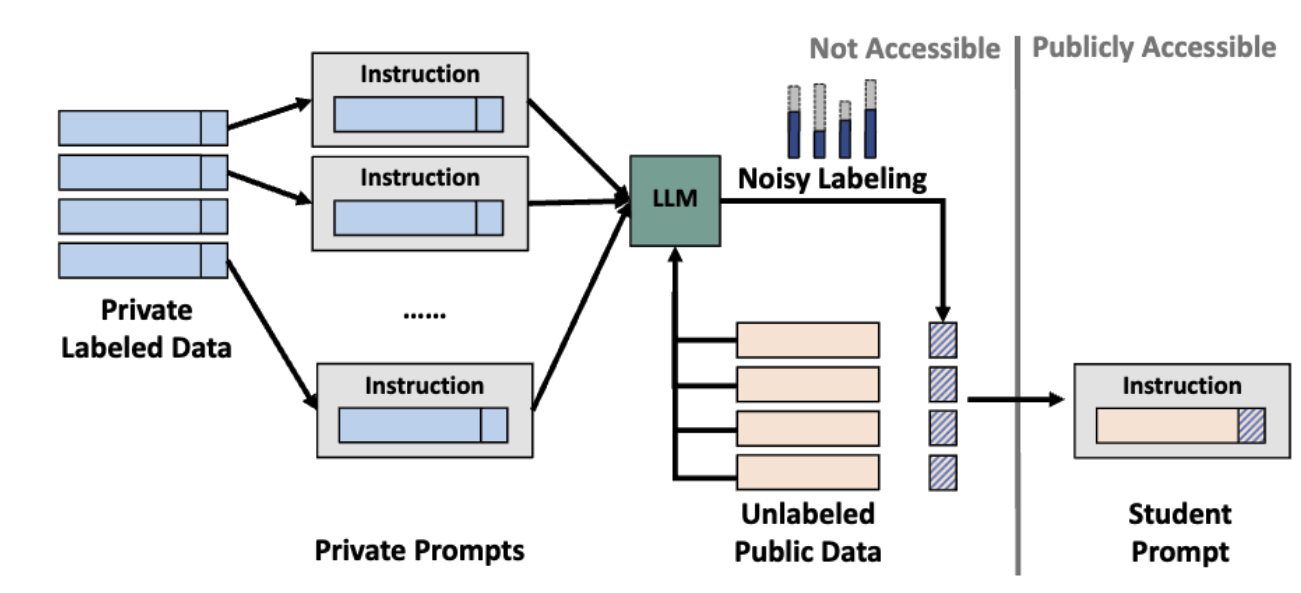 Not Accessible
Publicly Accessible
Instruction
Instruction
LLM
Noisy Labeling
Private
Labeled Data
......
Instruction
Instruction
Unlabeled
Public Data
Private Prompts
Student
Prompt